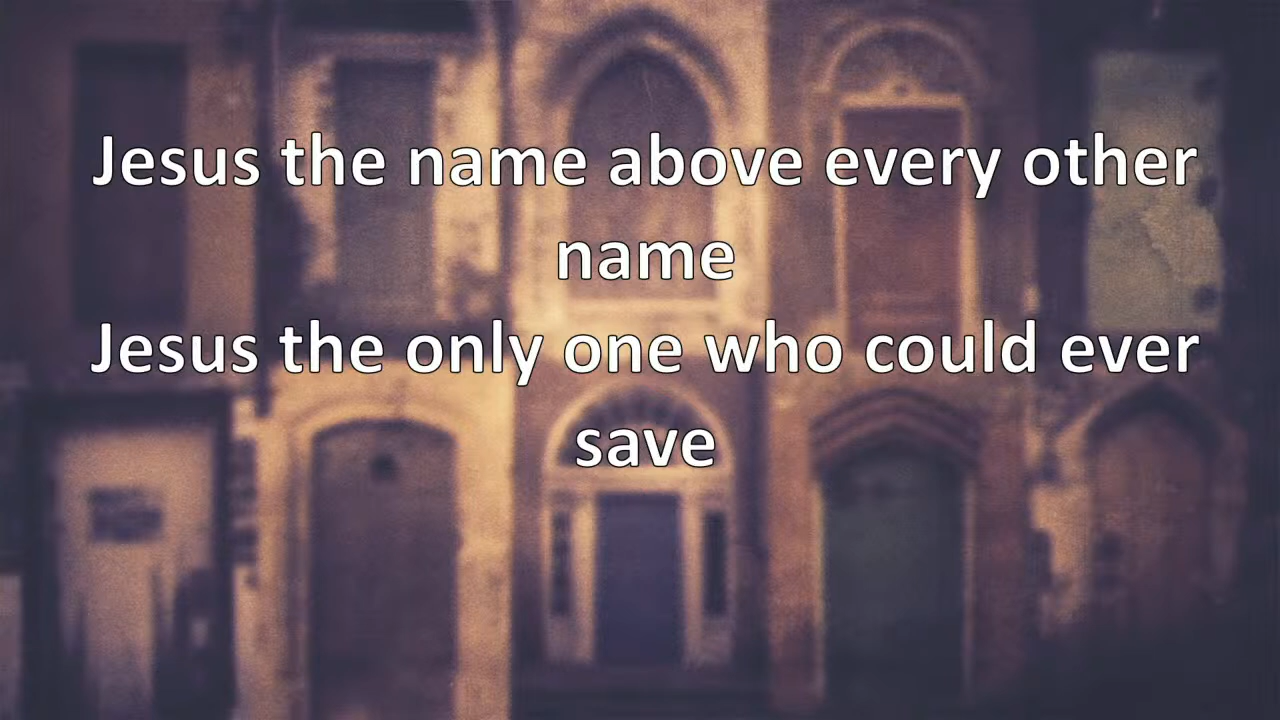 Jesus the name above every other
name
Jesus the only one who could ever
save